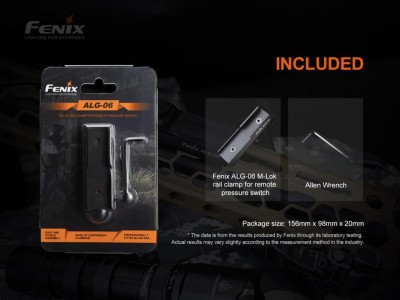 FENIX
LIGHTING FOR EXTREMES
INCLUDED
FENIX
ALG-06
Fenix ALG-06 M-Lok
rail clamp for remote
pressure switch
Allen Wrench
Package size: 156mm x 98mm x 20mm
* The data is from the results produced by Fenix through its laboratory testing.
Actual results may vary slightly according to the measurement method in the industry.